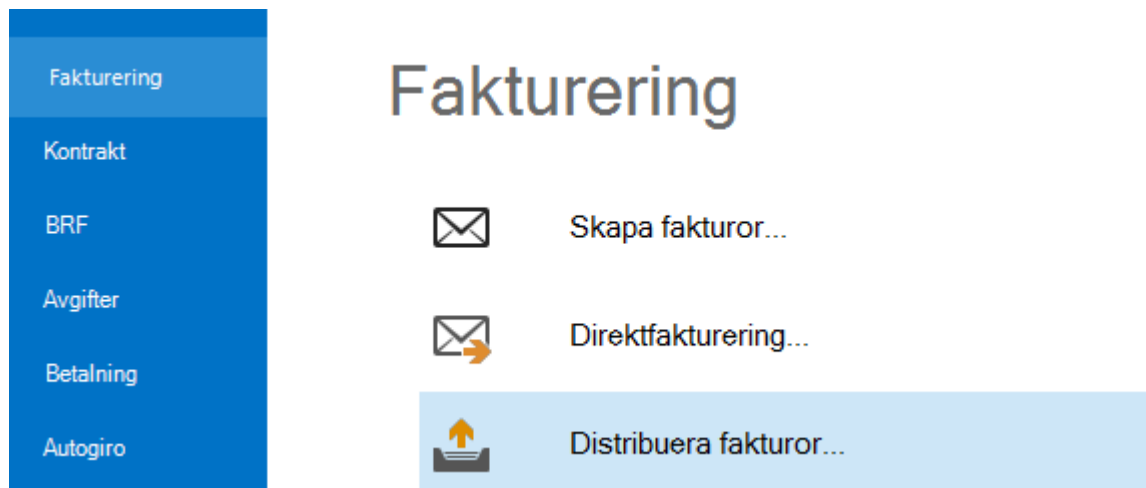 Fakturering
Kontrakt
BRF
Avgifter
Betalning
Autogiro
Fakturering
Skapa fakturor...
Direktfakturering...
Distribuera fakturor...